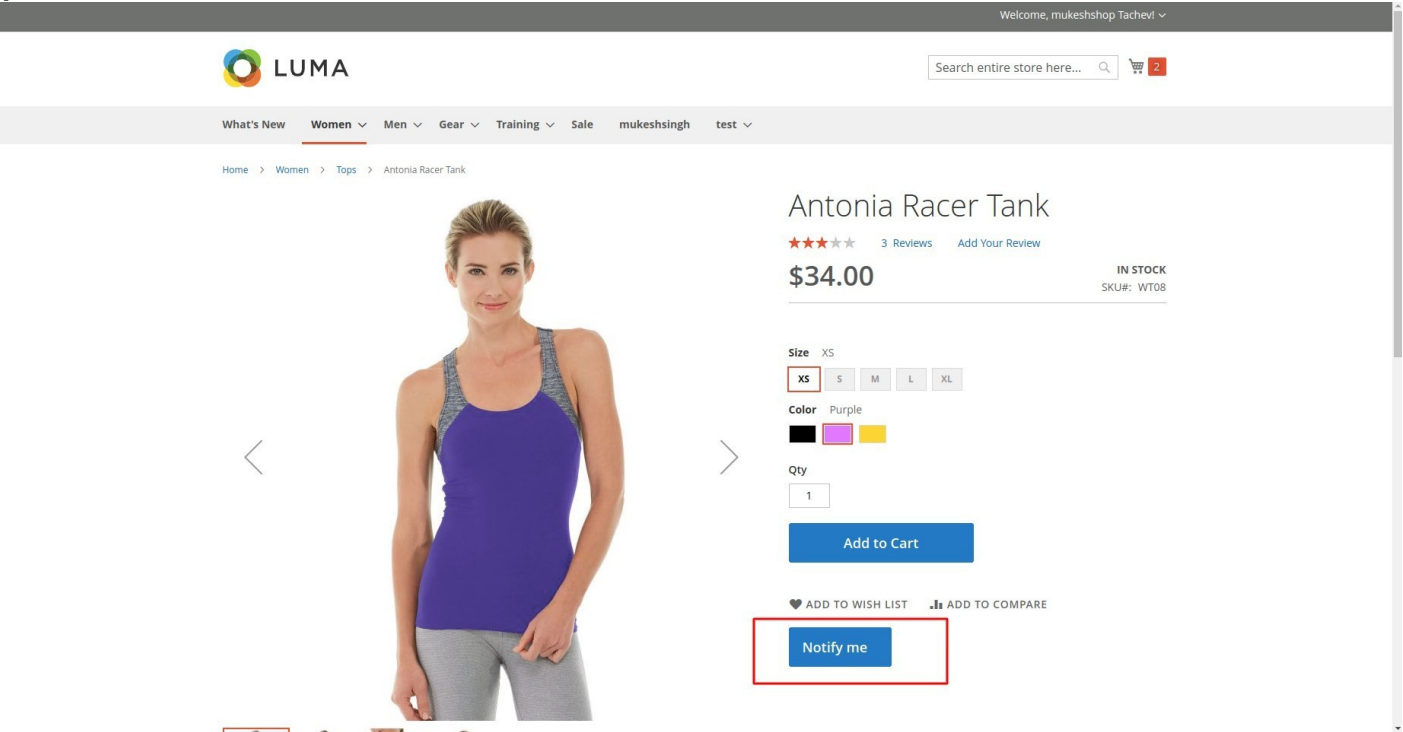 Welcome, mukeshshop Tachev!
LUMA
Search entire store here...
2
What's New Women Men Gear Training Sale mukeshsingh test
Home > Women > Tops > Antonia Racer Tank
Antonia Racer Tank
3 Reviews Add Your Review
$34.00
IN STOCK
SKU#: WT08
Size XS
XS S M L XL
Color Purple
Qty
1
Add to Cart
ADD TO WISH LIST ADD TO COMPARE
Notify me